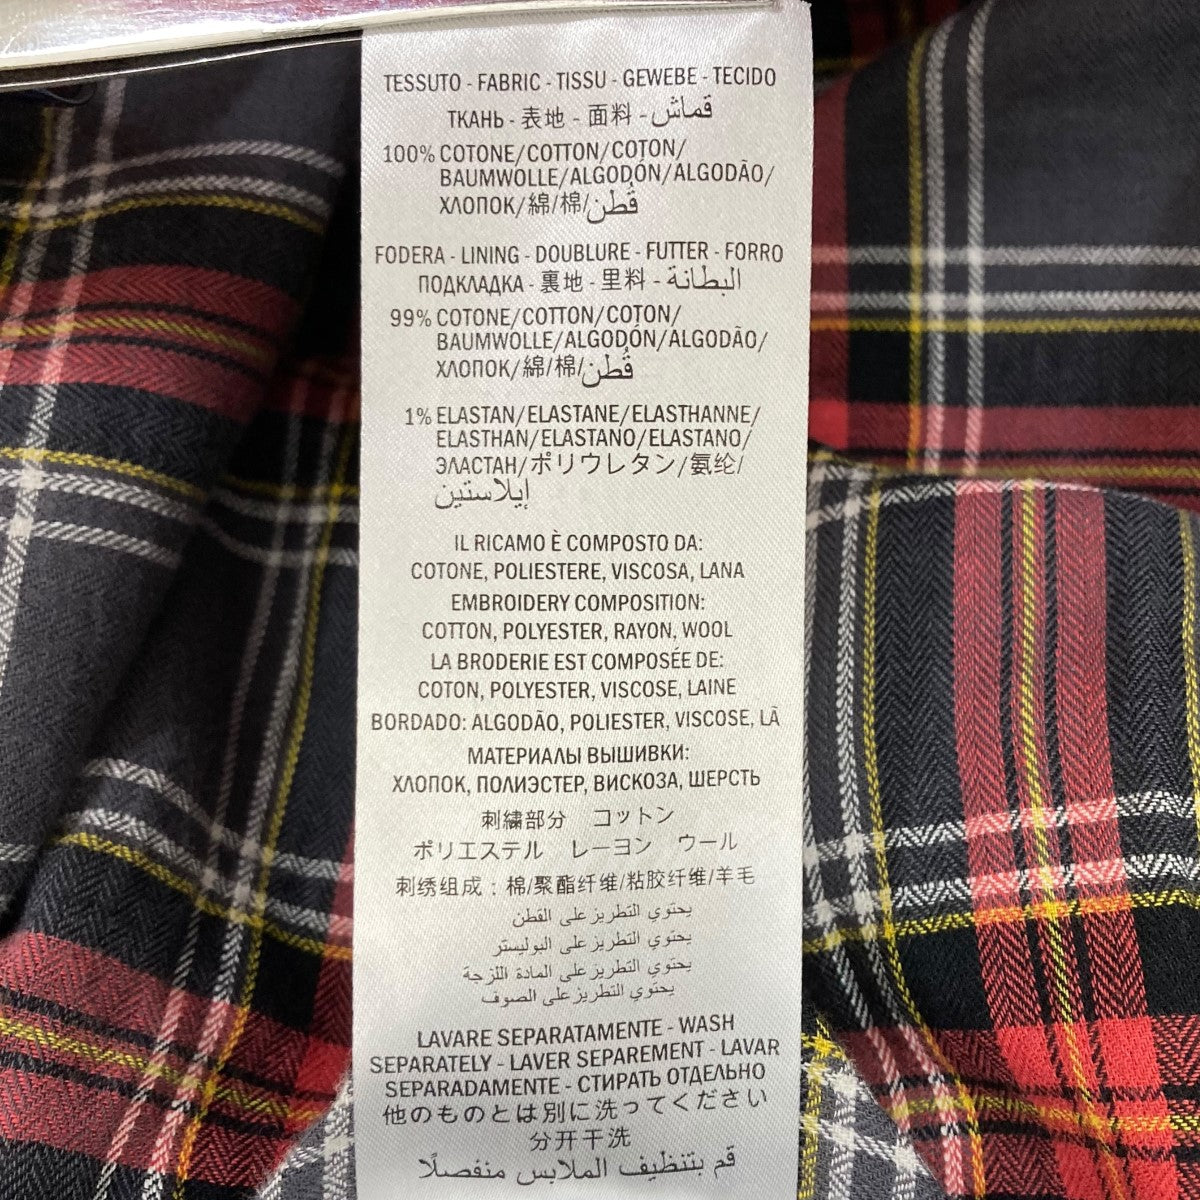 TESSUTO - FABRIC - TISSU - GEWEBE - TECIDO
ТКАНЬ - 表地 - 面料 - قماش
100% COTONE/COTTON/COTON/
BAUMWOLLE/ALGODÓN/ALGODÃO/
ХЛОПОК/綿/棉/قُطن
FODERA - LINING - DOUBLURE - FUTTER - FORRO
ПОДКЛАДКА - 裏地 - 里料 - البطانة
99% COTONE/COTTON/COTON/
BAUMWOLLE/ALGODÓN/ALGODÃO/
ХЛОПОК/綿/棉/قُطن
1% ELASTAN/ELASTANE/ELASTHANNE/
ELASTHAN/ELASTANO/ELASTANO/
ЭЛАСТАН/ポリウレタン/氨纶/
إيلاستين
IL RICAMO È COMPOSTO DA:
COTONE, POLIESTERE, VISCOSA, LANA
EMBROIDERY COMPOSITION:
COTTON, POLYESTER, RAYON, WOOL
LA BRODERIE EST COMPOSÉE DE:
COTON, POLYESTER, VISCOSE, LAINE
BORDADO: ALGODÃO, POLIESTER, VISCOSE, LÃ
МАТЕРИАЛЫ ВЫШИВКИ:
ХЛОПОК, ПОЛИЭСТЕР, ВИСКОЗА, ШЕРСТЬ
刺繍部分 コットン
ポリエステル レーヨン ウール
刺绣组成：棉/聚酯纤维/粘胶纤维/羊毛
يحتوي التطريز على القطن
يحتوي التطريز على البوليستر
يحتوي التطريز على المادة اللزجة
يحتوي التطريز على الصوف
LAVARE SEPARATAMENTE - WASH
SEPARATELY - LAVER SEPAREMENT - LAVAR
SEPARADAMENTE - СТИРАТЬ ОТДЕЛЬНО
他のものとは別に洗ってください
分开干洗
قم بتنظيف الملابس منفصلًا